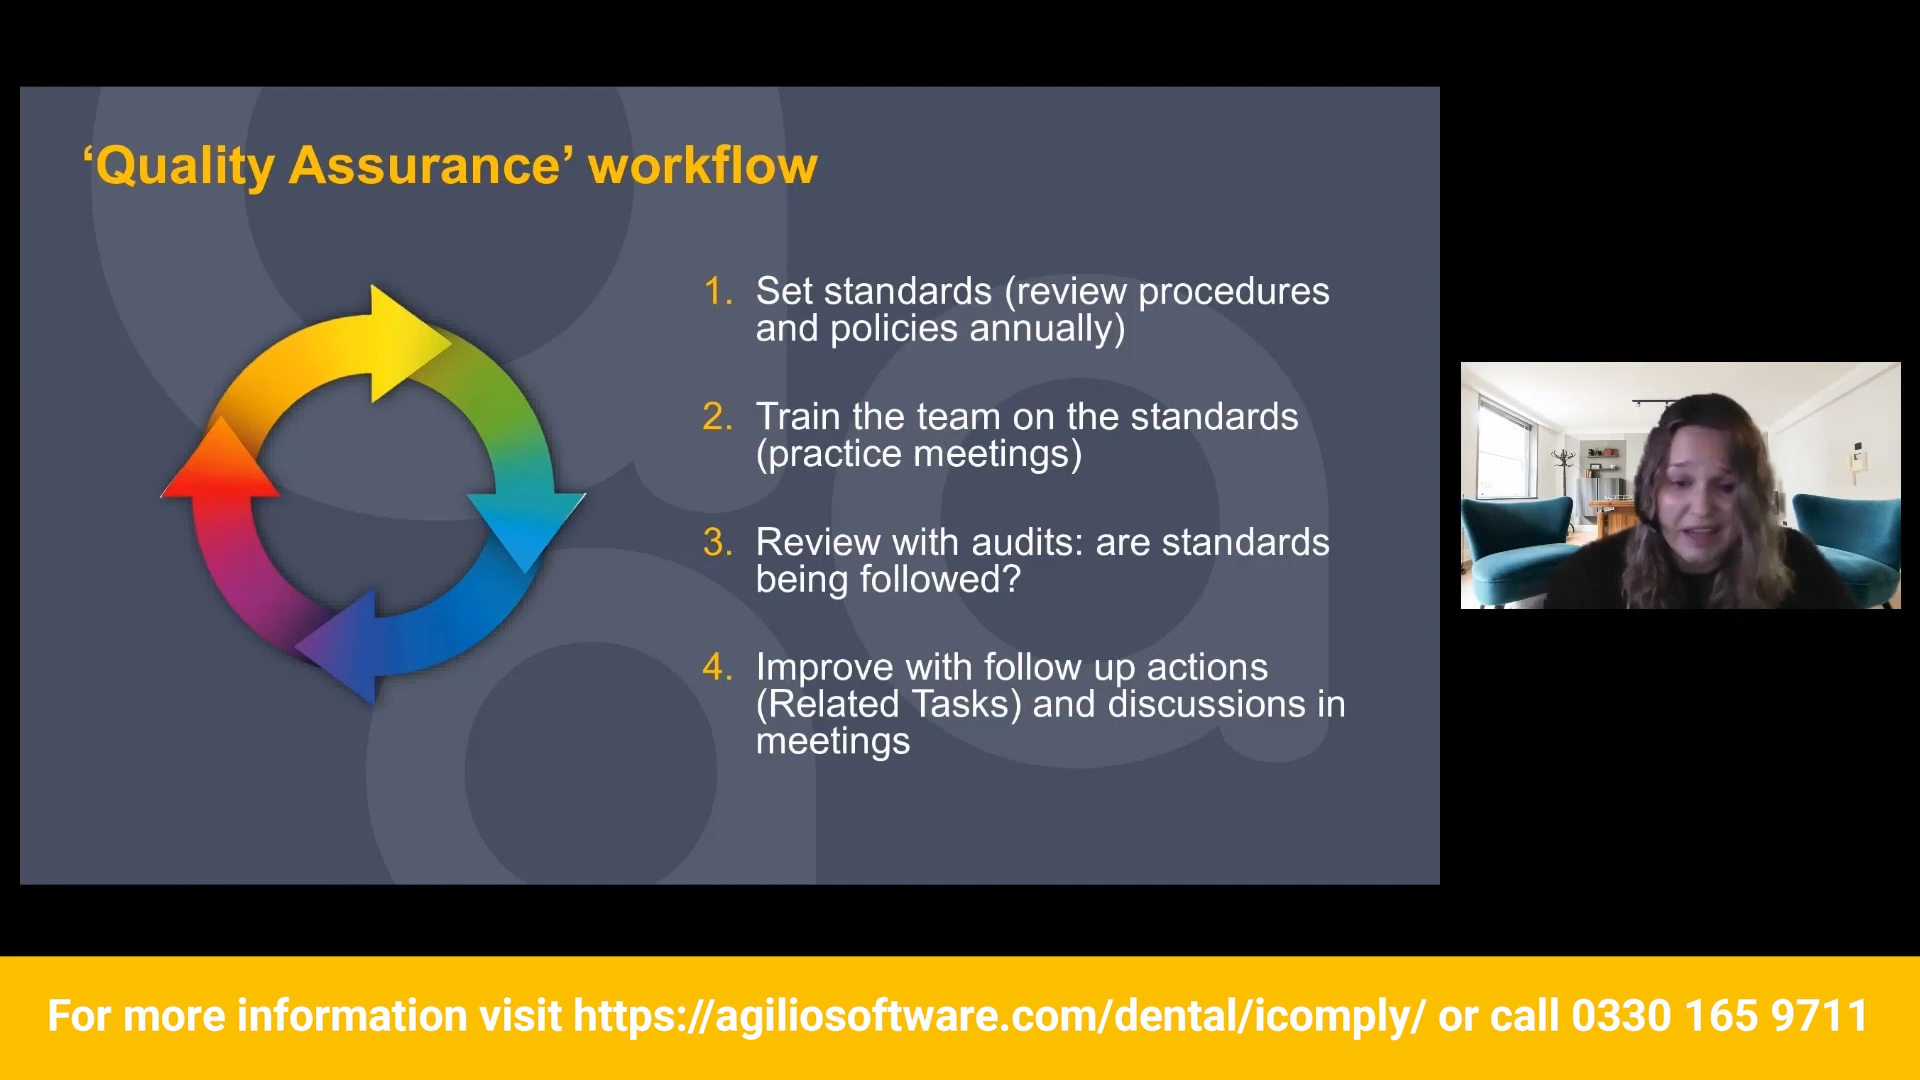 ‘Quality Assurance’ workflow
1. Set standards (review procedures
and policies annually)
2. Train the team on the standards
(practice meetings)
3. Review with audits: are standards
being followed?
4. Improve with follow up actions
(Related Tasks) and discussions in
meetings
For more information visit https://agiliosoftware.com/dental/icomply/ or call 0330 165 9711